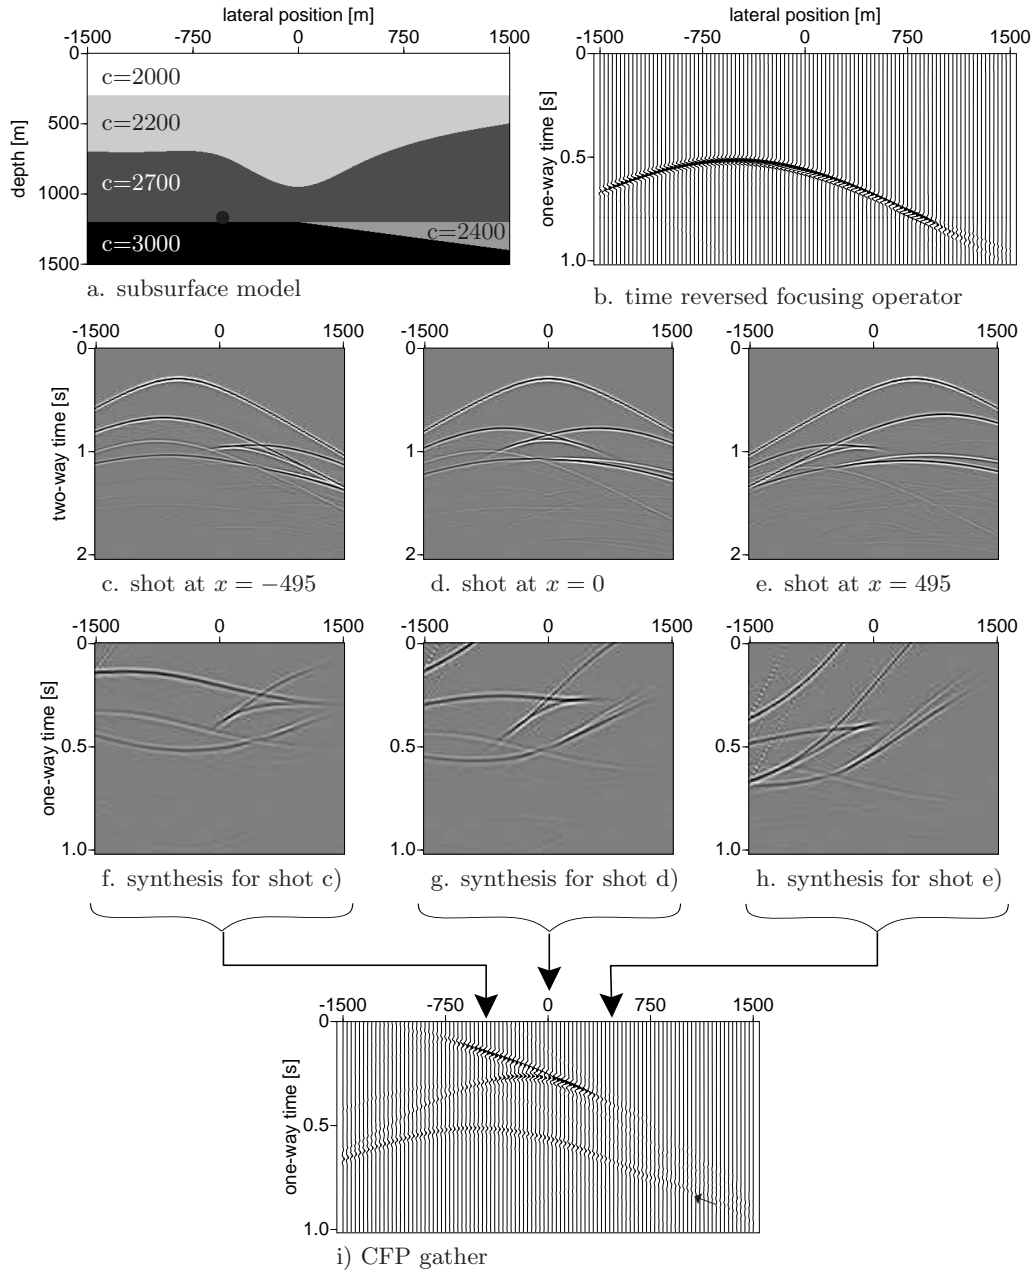 lateral position [m]
-1500 -750 0 750 1500
0
500
1000
1500
depth [m]
c=2000
c=2200
c=2700
c=2400
c=3000
a. subsurface model
lateral position [m]
-1500 -750 0 750 1500
0
0.5
1.0
one-way time [s]
b. time reversed focusing operator
-1500 0 1500
0
1
2
two-way time [s]
c. shot at x = −495
-1500 0 1500
0
1
2
d. shot at x = 0
-1500 0 1500
0
1
2
e. shot at x = 495
-1500 0 1500
0
0.5
1.0
one-way time [s]
f. synthesis for shot c)
-1500 0 1500
0
0.5
1.0
g. synthesis for shot d)
-1500 0 1500
0
0.5
1.0
h. synthesis for shot e)
-1500 -750 0 750 1500
0
0.5
1.0
one-way time [s]
i) CFP gather